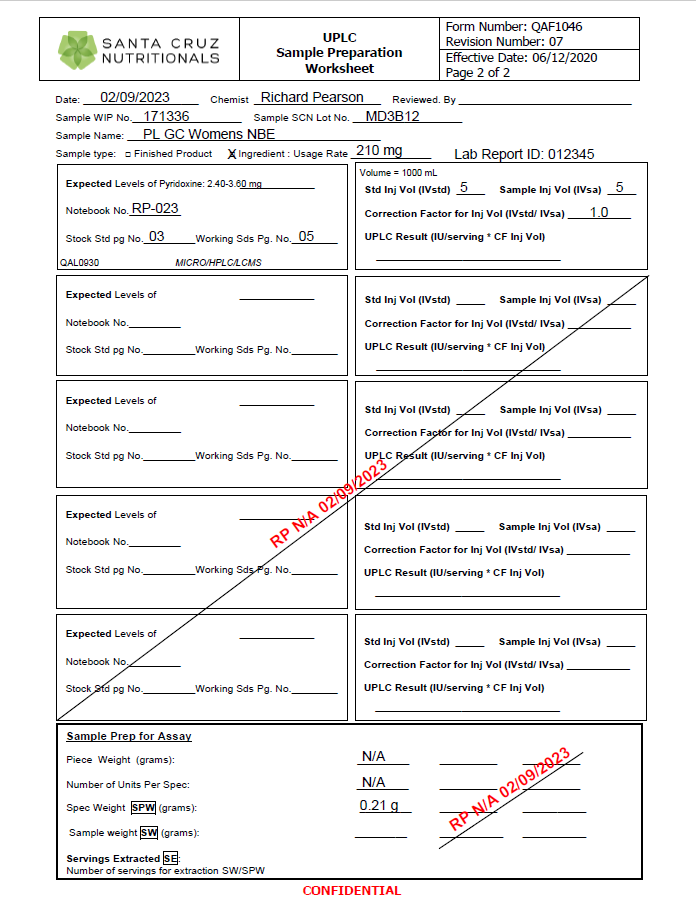 SANTA CRUZ
NUTRITIONALS
UPLC
Sample Preparation
Worksheet
Form Number: QAF1046
Revision Number: 07
Effective Date: 06/12/2020
Page 2 of 2
Date: 02/09/2023 Chemist Richard Pearson Reviewed. By
Sample WIP No. 171336 Sample SCN Lot No. MD3B12
Sample Name: PL GC Womens NBE
Sample type: □ Finished Product X Ingredient : Usage Rate 210 mg Lab Report ID: 012345
Expected Levels of Pyridoxine: 2.40-3.60 mg
Notebook No. RP-023
Stock Std pg No. 03 Working Sds Pg. No. 05
QAL0930 MICRO/HPLC/LCMS
Volume = 1000 mL
Std Inj Vol (IVstd) 5 Sample Inj Vol (IVsa) 5
Correction Factor for Inj Vol (IVstd/ IVsa) 1.0
UPLC Result (IU/serving * CF Inj Vol)
Expected Levels of
Notebook No.
Stock Std pg No. Working Sds Pg. No.
Std Inj Vol (IVstd) Sample Inj Vol (IVsa)
Correction Factor for Inj Vol (IVstd/ IVsa)
UPLC Result (IU/serving * CF Inj Vol)
Expected Levels of
Notebook No.
Stock Std pg No. Working Sds Pg. No.
Std Inj Vol (IVstd) Sample Inj Vol (IVsa)
Correction Factor for Inj Vol (IVstd/ IVsa)
UPLC Result (IU/serving * CF Inj Vol)
RP N/A 02/09/2023
Expected Levels of
Notebook No.
Stock Std pg No. Working Sds Pg. No.
Std Inj Vol (IVstd) Sample Inj Vol (IVsa)
Correction Factor for Inj Vol (IVstd/ IVsa)
UPLC Result (IU/serving * CF Inj Vol)
Expected Levels of
Notebook No.
Stock Std pg No. Working Sds Pg. No.
Std Inj Vol (IVstd) Sample Inj Vol (IVsa)
Correction Factor for Inj Vol (IVstd/ IVsa)
UPLC Result (IU/serving * CF Inj Vol)
Sample Prep for Assay
Piece Weight (grams): N/A
Number of Units Per Spec: N/A
Spec Weight SPW (grams): 0.21 g
Sample weight SW (grams):
RP N/A 02/09/2023
Servings Extracted SE:
Number of servings for extraction SW/SPW
CONFIDENTIAL